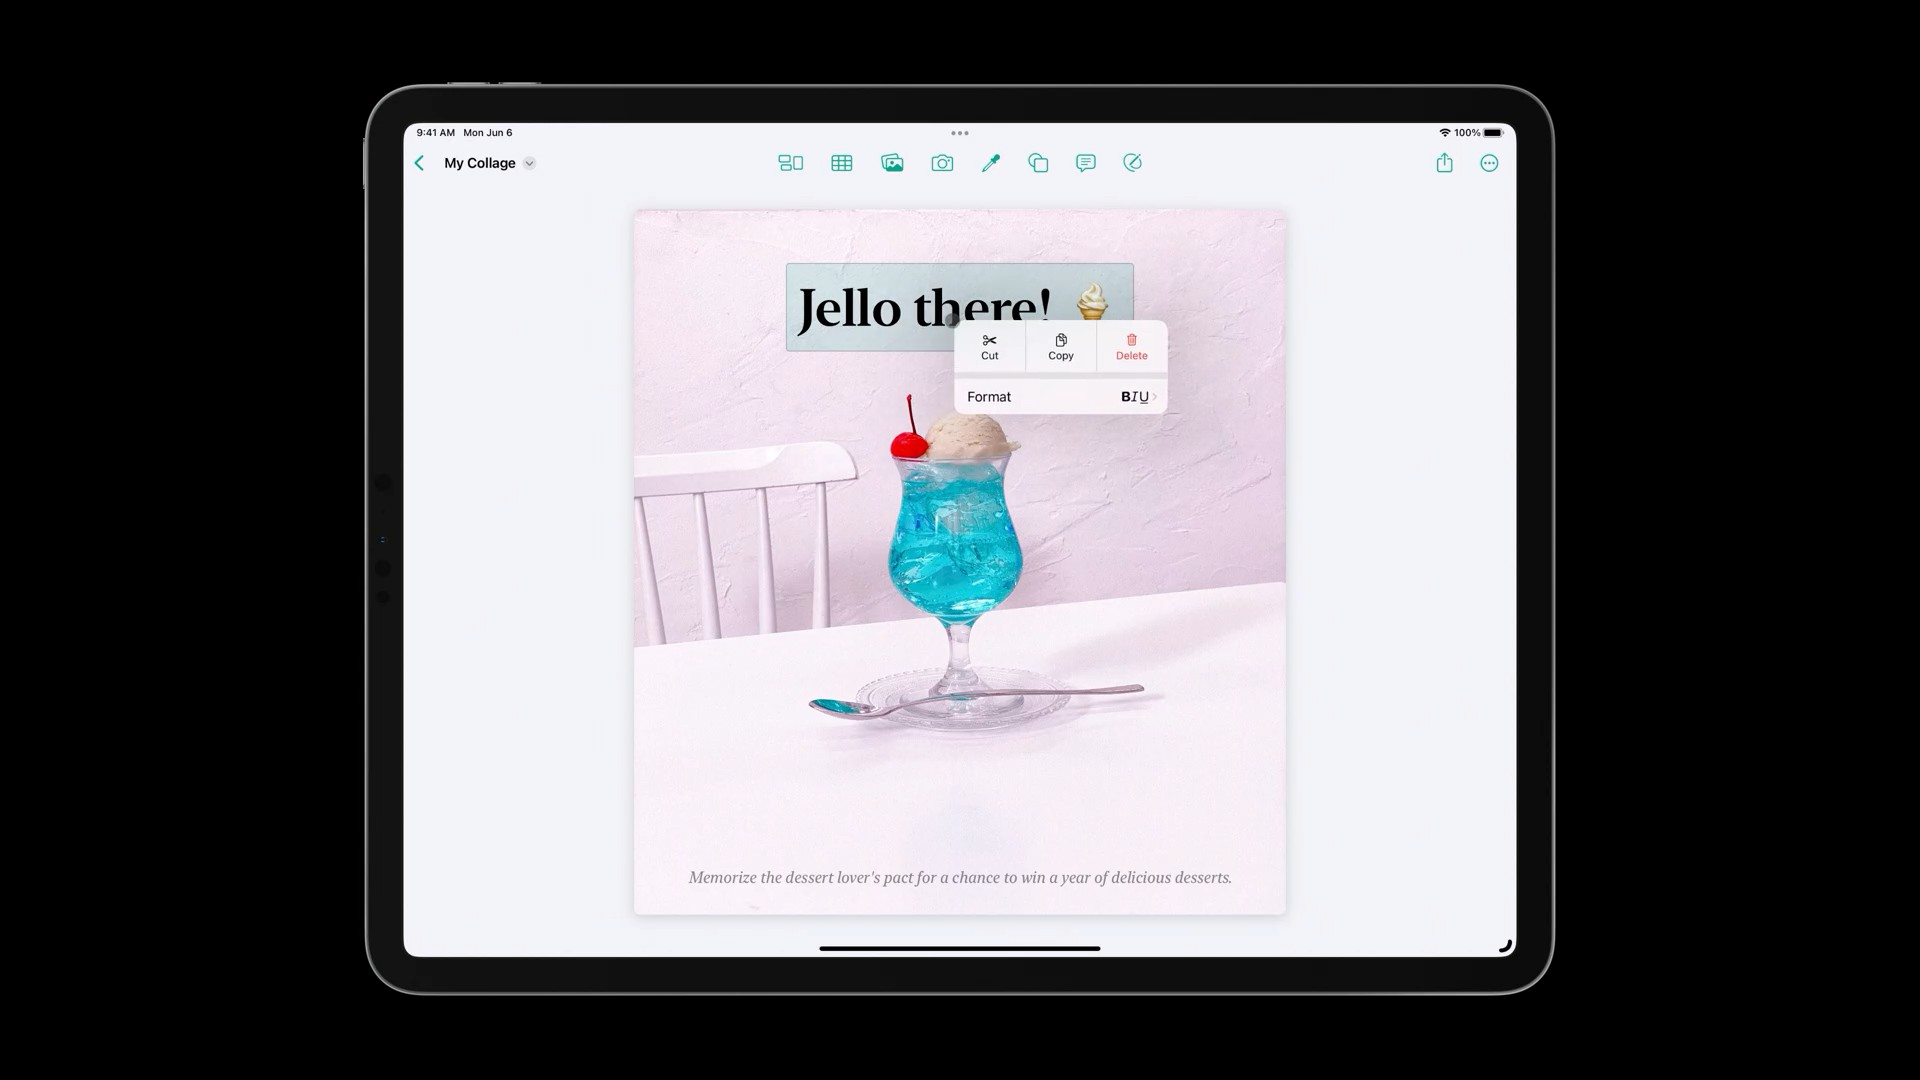 9:41 AM Mon Jun 6
100%
My Collage
Jello there!
Cut
Copy
Delete
Format
BIU
Memorize the dessert lover's pact for a chance to win a year of delicious desserts.